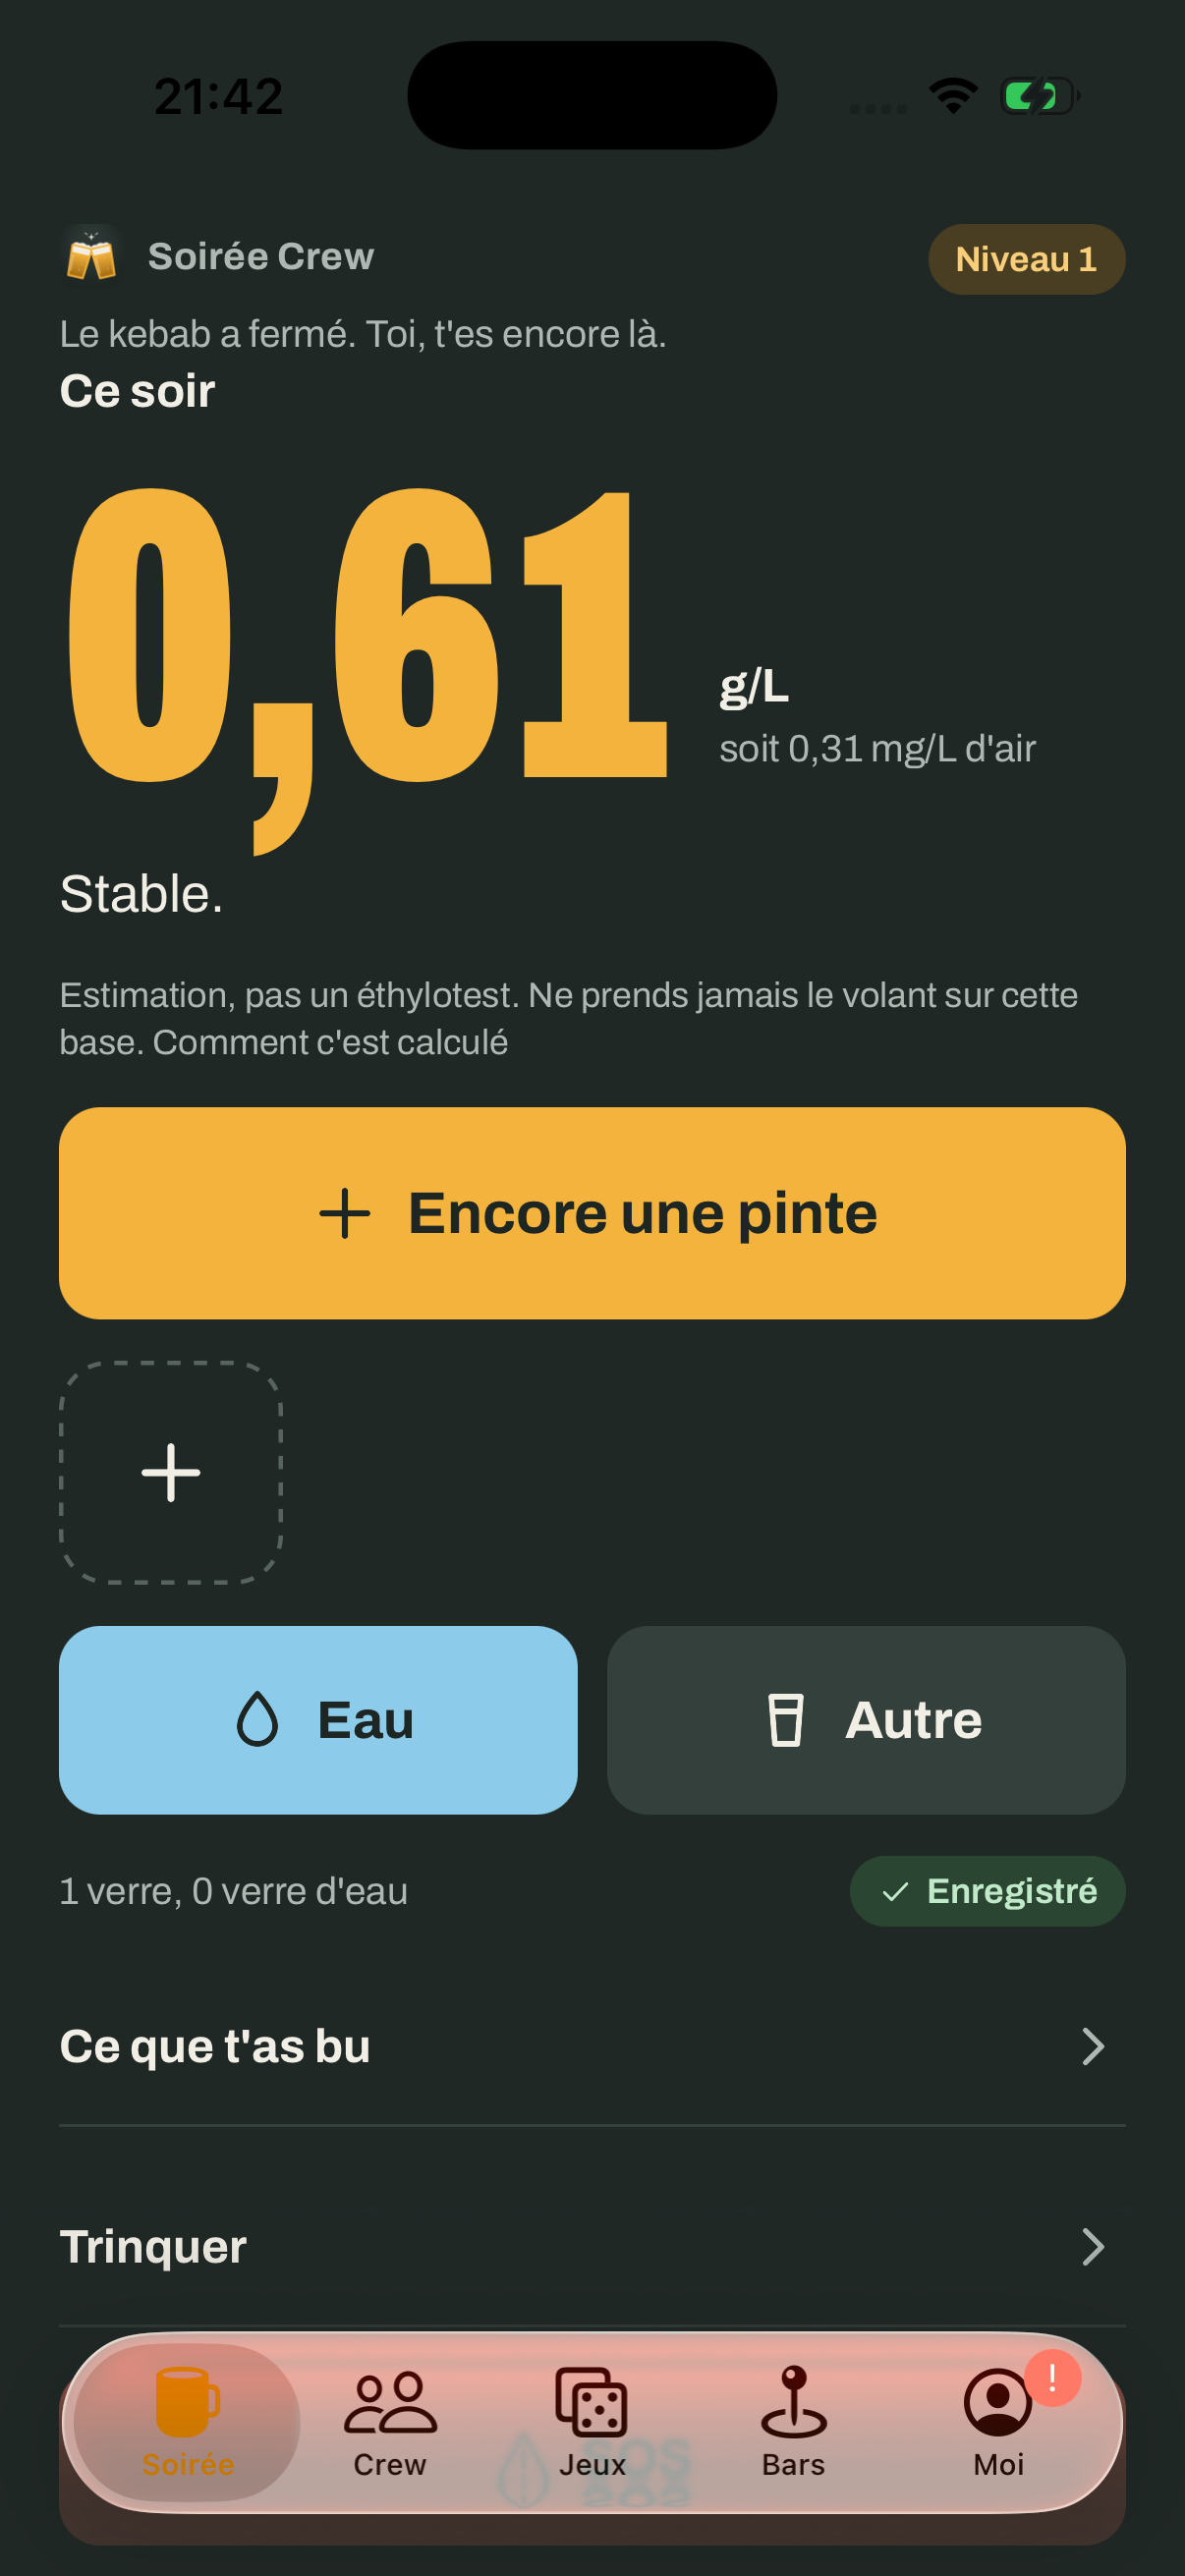 21:42
Soirée Crew
Niveau 1
Le kebab a fermé. Toi, t'es encore là.
Ce soir
0,61
g/L
soit 0,31 mg/L d'air
Stable.
Estimation, pas un éthylotest. Ne prends jamais le volant sur cette
base. Comment c'est calculé
Encore une pinte
Eau
Autre
1 verre, 0 verre d'eau
Enregistré
Ce que t'as bu
Trinquer
SOS
!
Soirée
Crew
Jeux
Bars
Moi